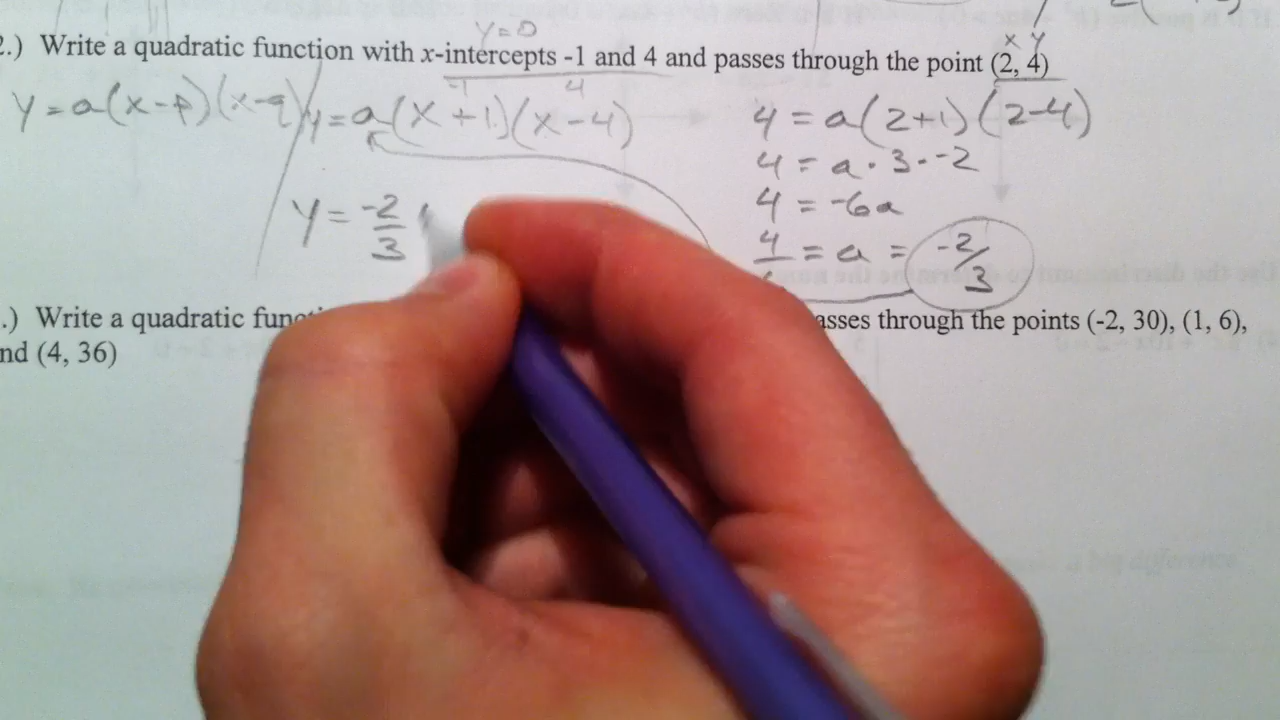 y=0
x y
2.) Write a quadratic function with x-intercepts -1 and 4 and passes through the point (2, 4)
-1 4
y=a(x-p)(x-q) y=a(x+1)(x-4) 4=a(2+1)(2-4)
4=a·3·-2
y=-2/3 4=-6a
4 =a= -2/3
.) Write a quadratic asses through the points (-2, 30), (1, 6),
nd (4, 36)